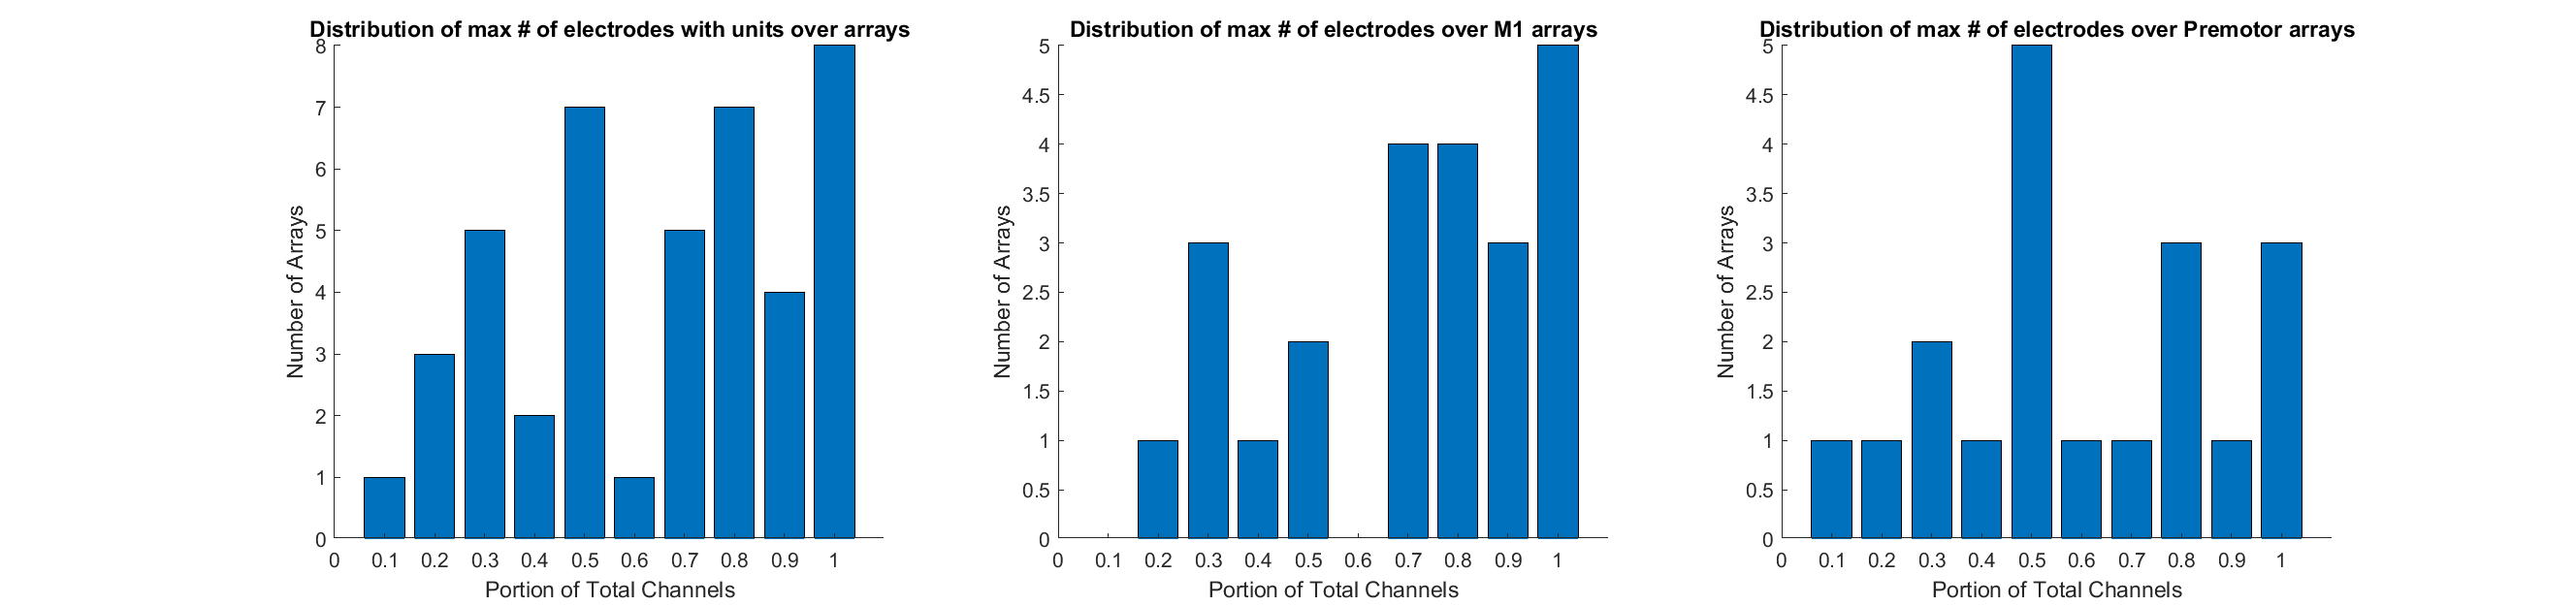 Distribution of max # of electrodes with units over arrays
8
7
6
5
4
3
2
1
0
Number of Arrays
0 0.1 0.2 0.3 0.4 0.5 0.6 0.7 0.8 0.9 1
Portion of Total Channels
Distribution of max # of electrodes over M1 arrays
5
4.5
4
3.5
3
2.5
2
1.5
1
0.5
0
Number of Arrays
0 0.1 0.2 0.3 0.4 0.5 0.6 0.7 0.8 0.9 1
Portion of Total Channels
Distribution of max # of electrodes over Premotor arrays
5
4.5
4
3.5
3
2.5
2
1.5
1
0.5
0
Number of Arrays
0 0.1 0.2 0.3 0.4 0.5 0.6 0.7 0.8 0.9 1
Portion of Total Channels